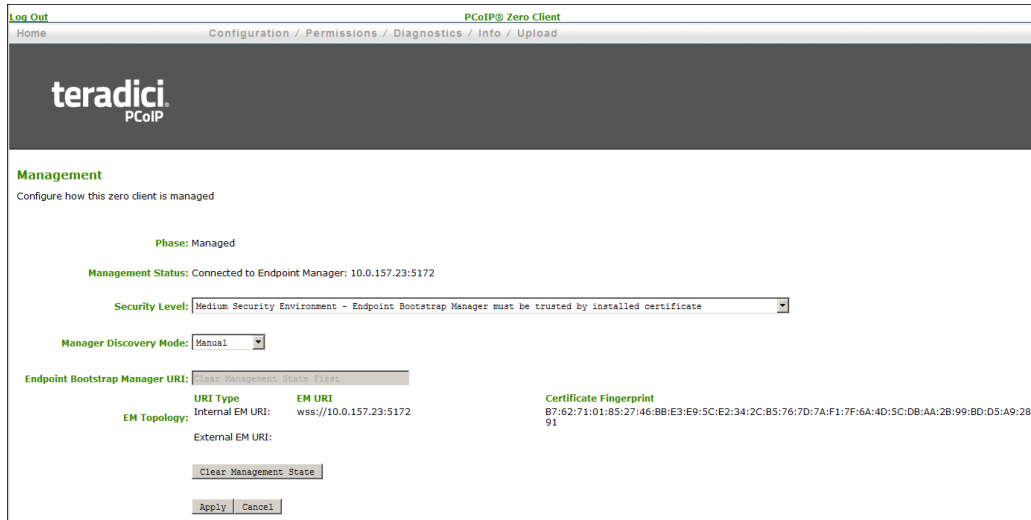 Log Out PCoIP® Zero Client
Home Configuration / Permissions / Diagnostics / Info / Upload
teradici.
PCoIP
Management
Configure how this zero client is managed
Phase: Managed
Management Status: Connected to Endpoint Manager: 10.0.157.23:5172
Security Level: Medium Security Environment - Endpoint Bootstrap Manager must be trusted by installed certificate
Manager Discovery Mode: Manual
Endpoint Bootstrap Manager URI: Clear Management State First
URI Type EM URI Certificate Fingerprint
EM Topology: Internal EM URI: wss://10.0.157.23:5172 B7:62:71:01:85:27:46:BB:E3:E9:5C:E2:34:2C:B5:76:7D:7A:F1:7F:6A:4D:5C:DB:AA:2B:99:BD:D5:A9:28
91
External EM URI:
Clear Management State
Apply Cancel